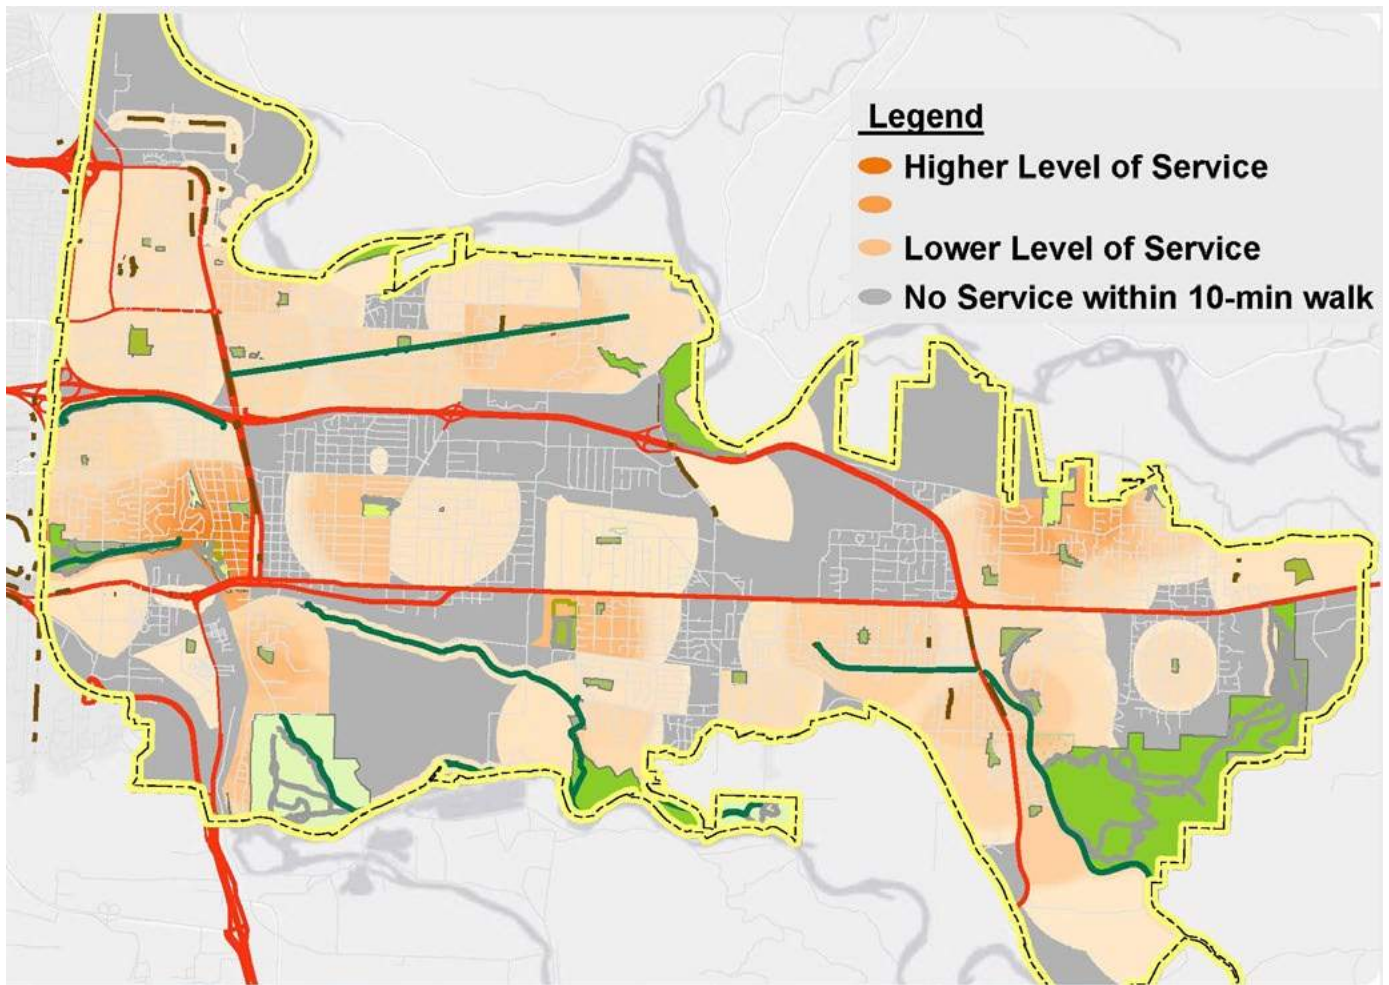 Legend
Higher Level of Service
Lower Level of Service
No Service within 10-min walk